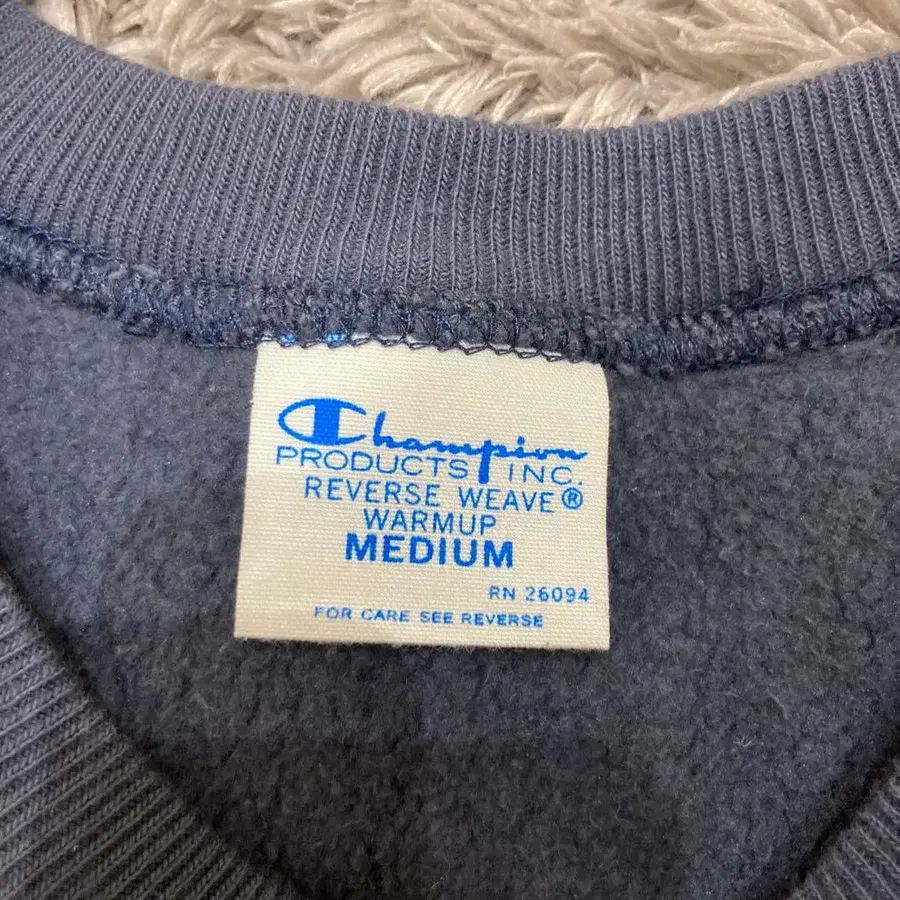 Champion
PRODUCTS INC.
REVERSE WEAVE®
WARMUP
MEDIUM
RN 26094
FOR CARE SEE REVERSE